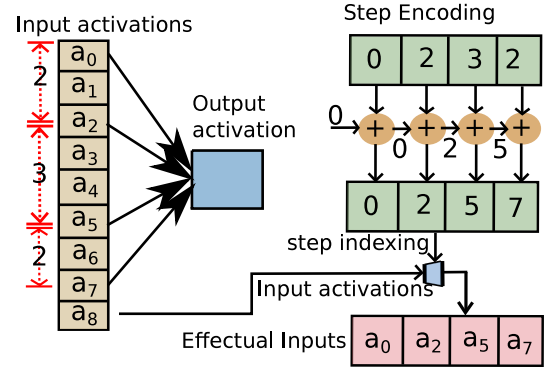 Input activations
a0
a1
a2
a3
a4
a5
a6
a7
a8
2
3
2
Output
activation
Step Encoding
0 2 3 2
0 + + + +
0 2 5
0 2 5 7
step indexing
Input activations
Effectual Inputs
a0 a2 a5 a7